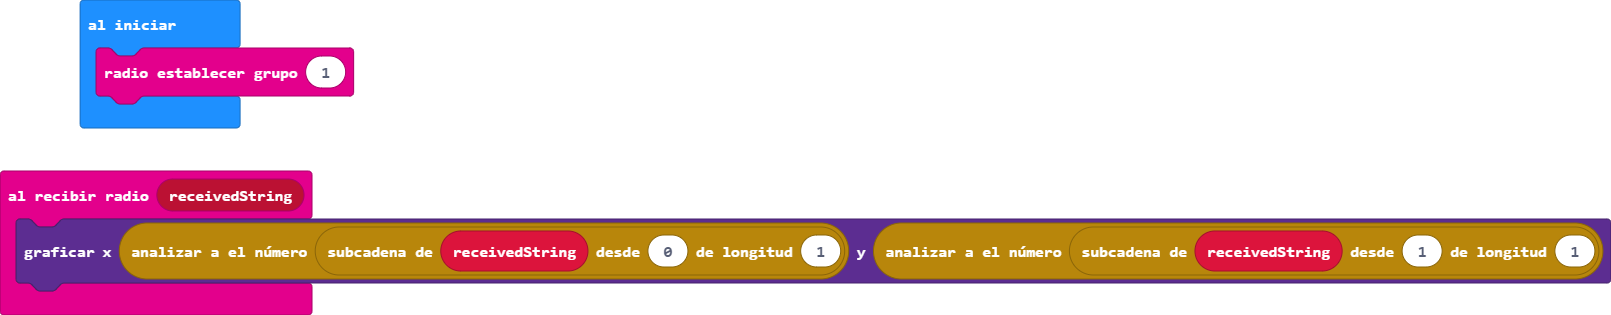 al iniciar
radio establecer grupo 1
al recibir radio receivedString
graficar x analizar a el número subcadena de receivedString desde 0 de longitud 1 y analizar a el número subcadena de receivedString desde 1 de longitud 1